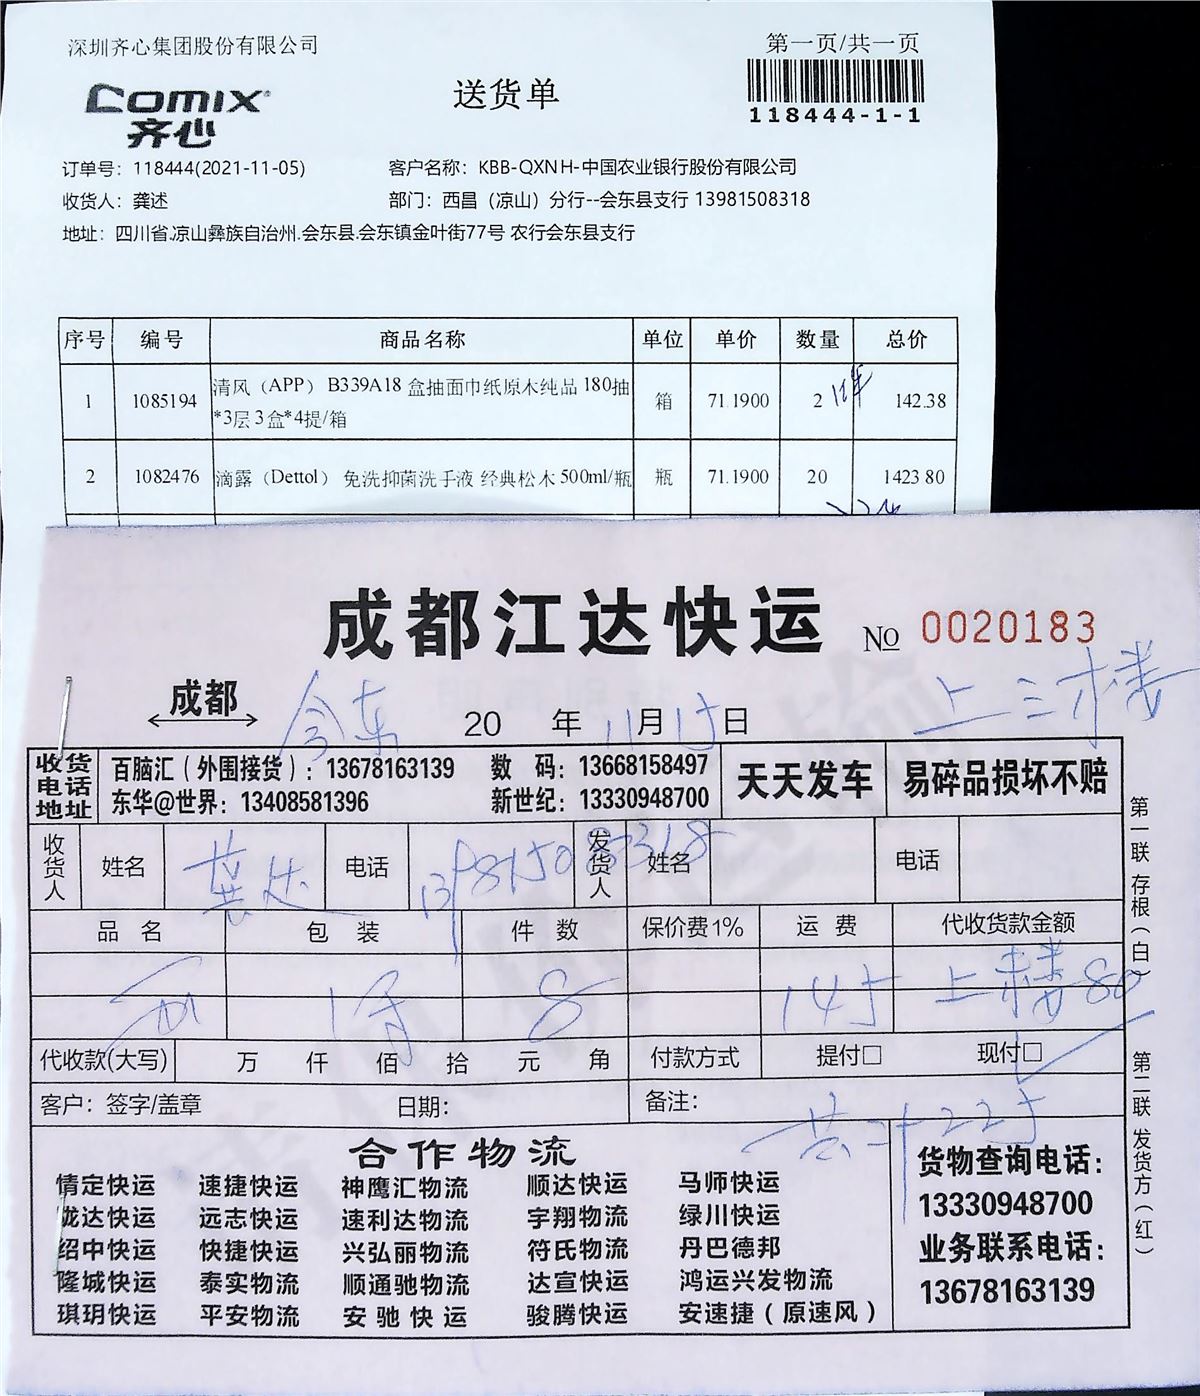 深圳齐心集团股份有限公司
第一页/共一页
comix
齐心
送货单
118444-1-1
订单号：118444(2021-11-05)
客户名称：KBB-QXNH-中国农业银行股份有限公司
收货人：龚述
部门：西昌（凉山）分行--会东县支行 13981508318
地址：四川省.凉山彝族自治州.会东县.会东镇金叶街77号 农行会东县支行
序号 编号 商品名称 单位 单价 数量 总价
1 1085194 清风（APP）B339A18 盒抽面巾纸原木纯品 180抽*3层 3盒*4提/箱 箱 71.1900 2 142.38
2 1082476 滴露（Dettol） 免洗抑菌洗手液 经典松木 500ml/瓶 瓶 71.1900 20 1423.80
成都江达快运 No 0020183
上三楼
成都 会东 20 年 11月15日
收货电话地址
百脑汇（外围接货）：13678163139 数 码：13668158497
东华@世界：13408581396 新世纪：13330948700
天天发车 易碎品损坏不赔
收货人 姓名 龚述 电话 13981508318 发货人 姓名 电话
品名 包装 件数 保价费1% 运费 代收货款金额
8 145 上楼80
代收款(大写) 万 仟 佰 拾 元 角 付款方式 提付□ 现付□
客户：签字/盖章 日期： 备注：
共计225
合作物流
情定快运 速捷快运 神鹰汇物流 顺达快运 马师快运
陇达快运 远志快运 速利达物流 宇翔物流 绿川快运
绍中快运 快捷快运 兴弘丽物流 符氏物流 丹巴德邦
隆城快运 泰实物流 顺通驰物流 达宣快运 鸿运兴发物流
琪玥快运 平安物流 安驰快运 骏腾快运 安速捷（原速风）
货物查询电话：
13330948700
业务联系电话：
13678163139
第一联 存根（白） 第二联 发货方（红）